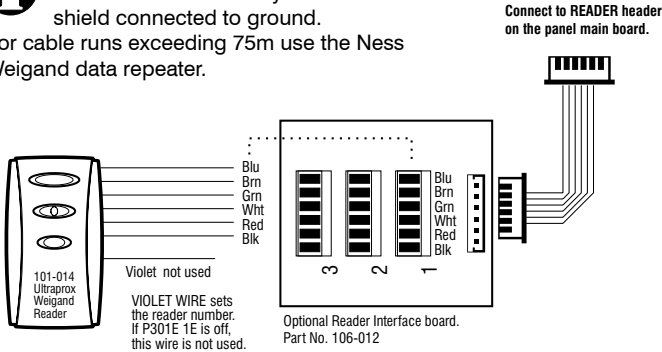 shield connected to ground.
or cable runs exceeding 75m use the Ness
Weigand data repeater.
Connect to READER header
on the panel main board.
Blu
Brn
Grn
Wht
Red
Blk
Blu
Brn
Grn
Wht
Red
Blk
3
2
1
101-014
Ultraprox
Weigand
Reader
Violet not used
VIOLET WIRE sets
the reader number.
If P301E 1E is off,
this wire is not used.
Optional Reader Interface board.
Part No. 106-012